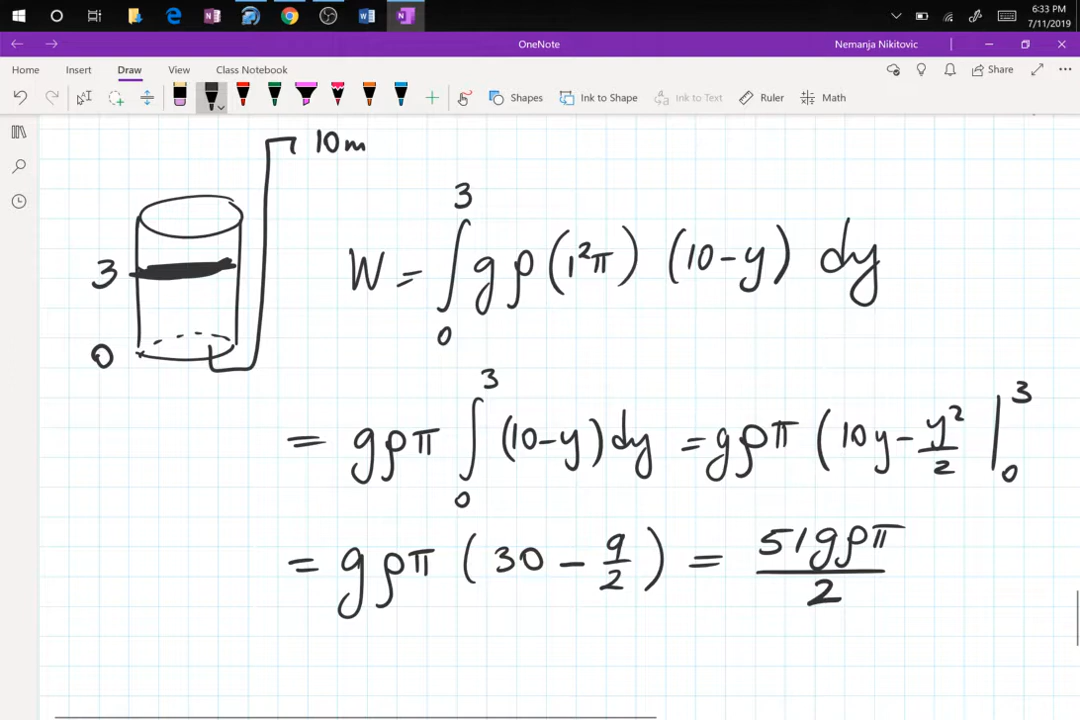 6:33 PM
7/11/2019
OneNote
Nemanja Nikitovic
Home Insert Draw View Class Notebook Share
Shapes Ink to Shape Ink to Text Ruler Math
10m
3
0
W = ∫₀³ gρ(1²π) (10-y) dy
= gρπ ∫₀³ (10-y)dy = gρπ (10y - y²/2 |₀³
= gρπ (30 - 9/2) = 51gρπ/2